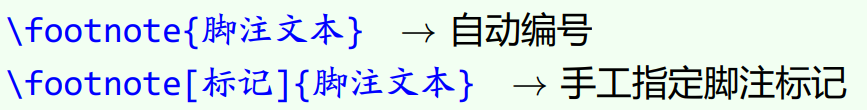 \footnote{脚注文本} → 自动编号
\footnote[标记]{脚注文本} → 手工指定脚注标记